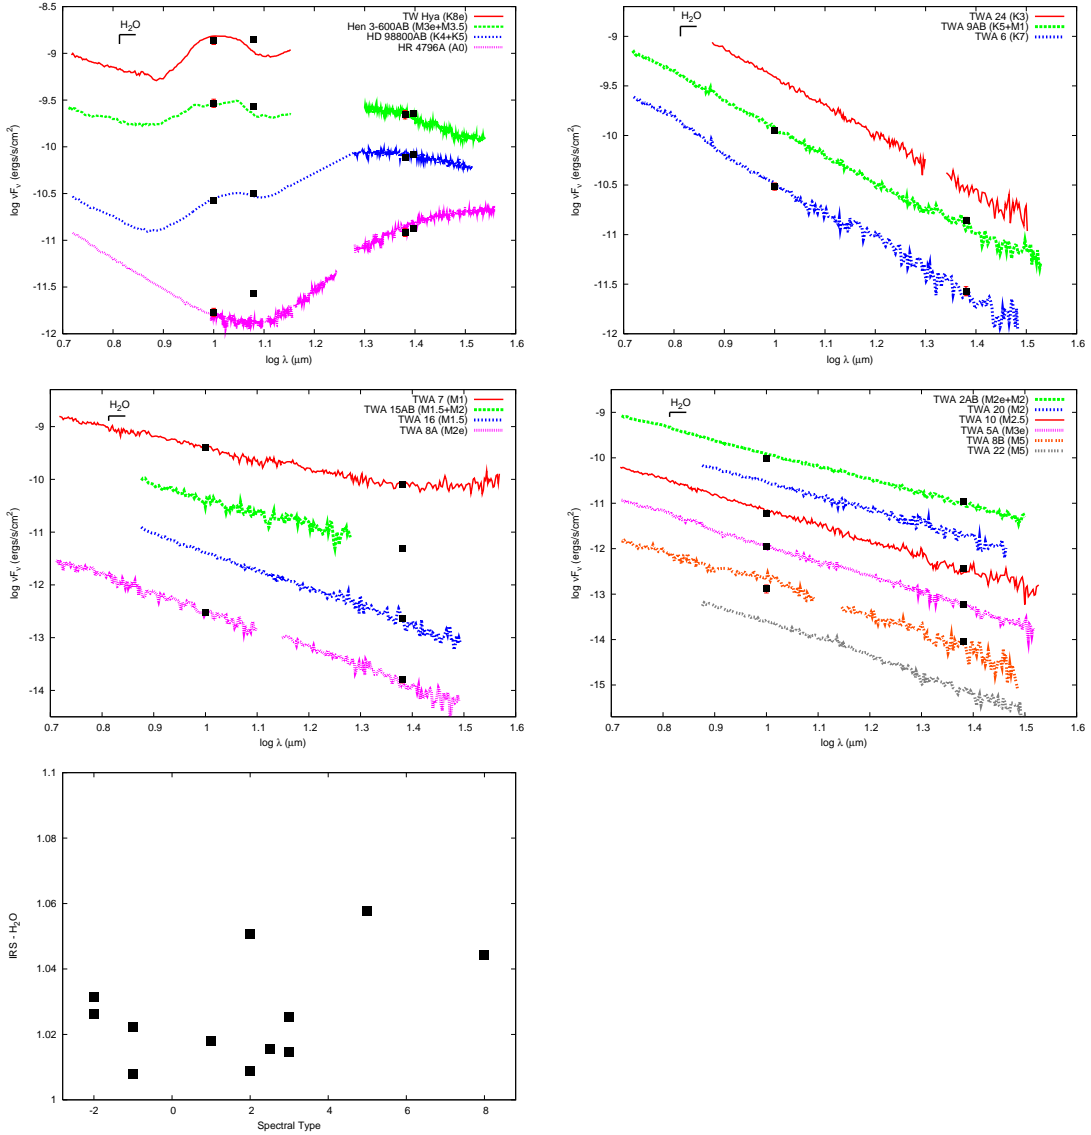 TW Hya (K8e)
Hen 3-600AB (M3e+M3.5)
HD 98800AB (K4+K5)
HR 4796A (A0)
H2O
-8.5
-9
-9.5
-10
-10.5
-11
-11.5
-12
log νFν (ergs/s/cm²)
0.7 0.8 0.9 1 1.1 1.2 1.3 1.4 1.5 1.6
log λ (μm)
TWA 24 (K3)
TWA 9AB (K5+M1)
TWA 6 (K7)
H2O
-9
-9.5
-10
-10.5
-11
-11.5
-12
log νFν (ergs/s/cm²)
0.7 0.8 0.9 1 1.1 1.2 1.3 1.4 1.5 1.6
log λ (μm)
TWA 7 (M1)
TWA 15AB (M1.5+M2)
TWA 16 (M1.5)
TWA 8A (M2e)
H2O
-9
-10
-11
-12
-13
-14
log νFν (ergs/s/cm²)
0.7 0.8 0.9 1 1.1 1.2 1.3 1.4 1.5 1.6
log λ (μm)
TWA 2AB (M2e+M2)
TWA 20 (M2)
TWA 10 (M2.5)
TWA 5A (M3e)
TWA 8B (M5)
TWA 22 (M5)
H2O
-9
-10
-11
-12
-13
-14
-15
log νFν (ergs/s/cm²)
0.7 0.8 0.9 1 1.1 1.2 1.3 1.4 1.5 1.6
log λ (μm)
1.1
1.08
1.06
1.04
1.02
1
IRS - H2O
-2 0 2 4 6 8
Spectral Type